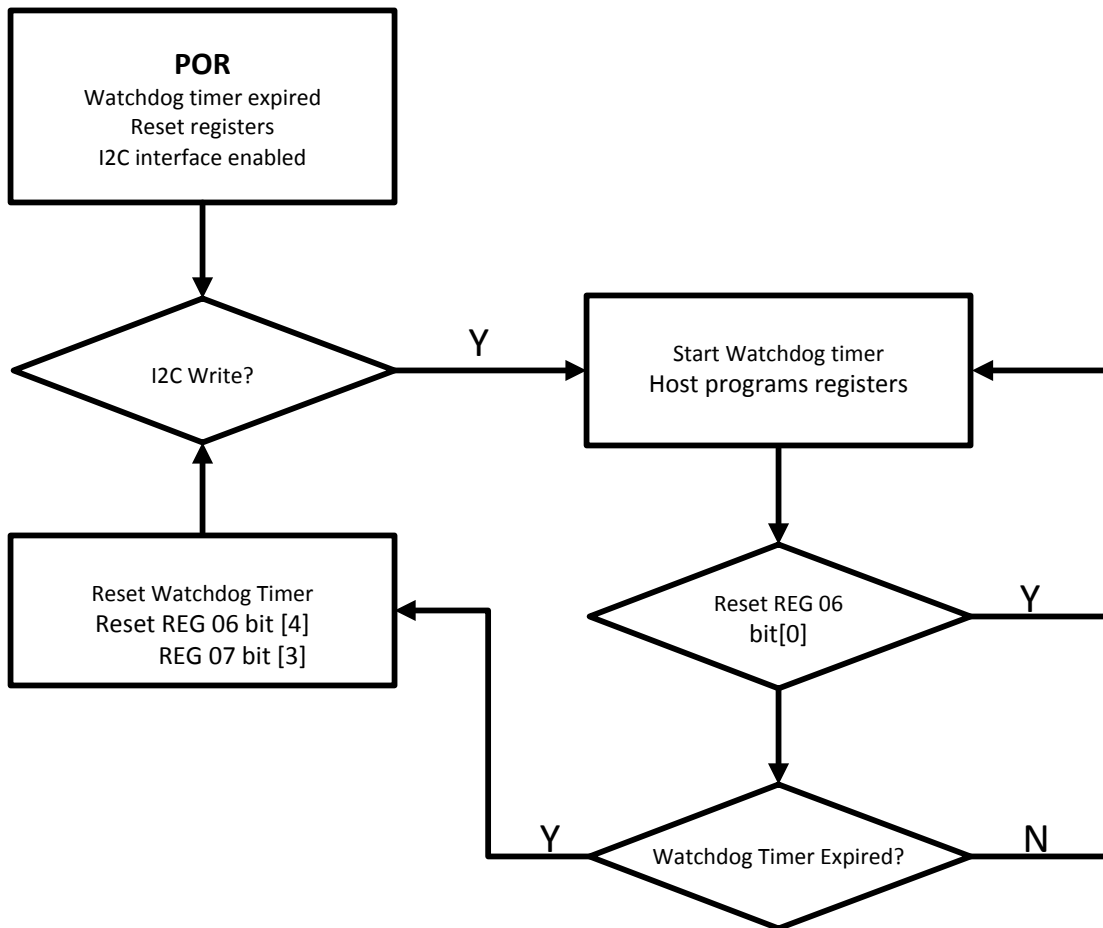 POR
Watchdog timer expired
Reset registers
I2C interface enabled
I2C Write?
Y
Start Watchdog timer
Host programs registers
Reset Watchdog Timer
Reset REG 06 bit [4]
REG 07 bit [3]
Reset REG 06
bit[0]
Y
Y
Watchdog Timer Expired?
N